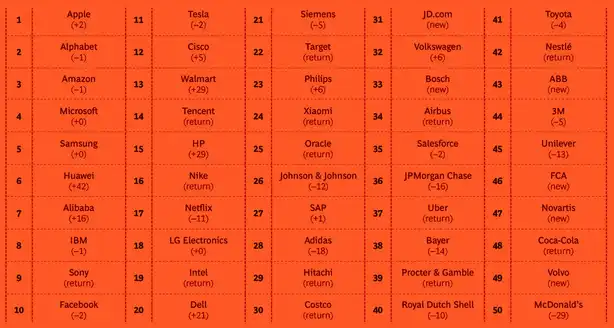 1 Apple (+2)
2 Alphabet (−1)
3 Amazon (−1)
4 Microsoft (+0)
5 Samsung (+0)
6 Huawei (+42)
7 Alibaba (+16)
8 IBM (−1)
9 Sony (return)
10 Facebook (−2)
11 Tesla (−2)
12 Cisco (+5)
13 Walmart (+29)
14 Tencent (return)
15 HP (+29)
16 Nike (return)
17 Netflix (−11)
18 LG Electronics (+0)
19 Intel (return)
20 Dell (+21)
21 Siemens (−5)
22 Target (return)
23 Philips (+6)
24 Xiaomi (return)
25 Oracle (return)
26 Johnson & Johnson (−12)
27 SAP (+1)
28 Adidas (−18)
29 Hitachi (return)
30 Costco (return)
31 JD.com (new)
32 Volkswagen (+6)
33 Bosch (new)
34 Airbus (return)
35 Salesforce (−2)
36 JPMorgan Chase (−16)
37 Uber (return)
38 Bayer (−14)
39 Procter & Gamble (return)
40 Royal Dutch Shell (−10)
41 Toyota (−4)
42 Nestlé (return)
43 ABB (new)
44 3M (−5)
45 Unilever (−13)
46 FCA (new)
47 Novartis (new)
48 Coca-Cola (return)
49 Volvo (new)
50 McDonald's (−29)